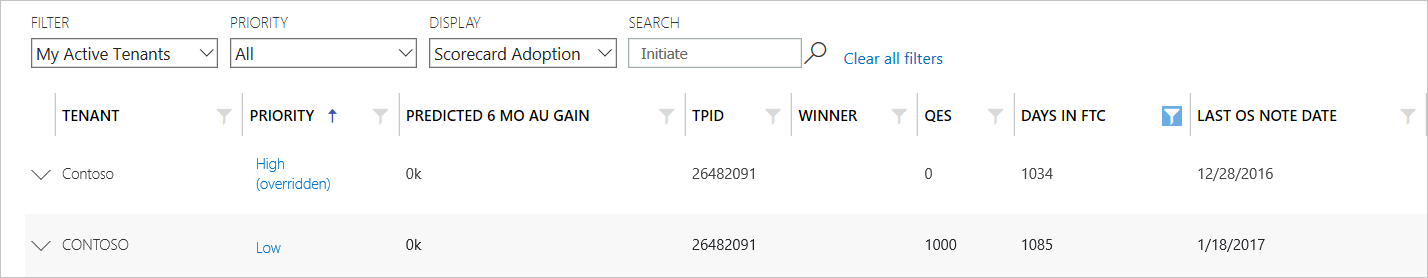 FILTER PRIORITY DISPLAY SEARCH
My Active Tenants All Scorecard Adoption Initiate Clear all filters
TENANT PRIORITY PREDICTED 6 MO AU GAIN TPID WINNER QES DAYS IN FTC LAST OS NOTE DATE
Contoso High (overridden) 0k 26482091 0 1034 12/28/2016
CONTOSO Low 0k 26482091 1000 1085 1/18/2017